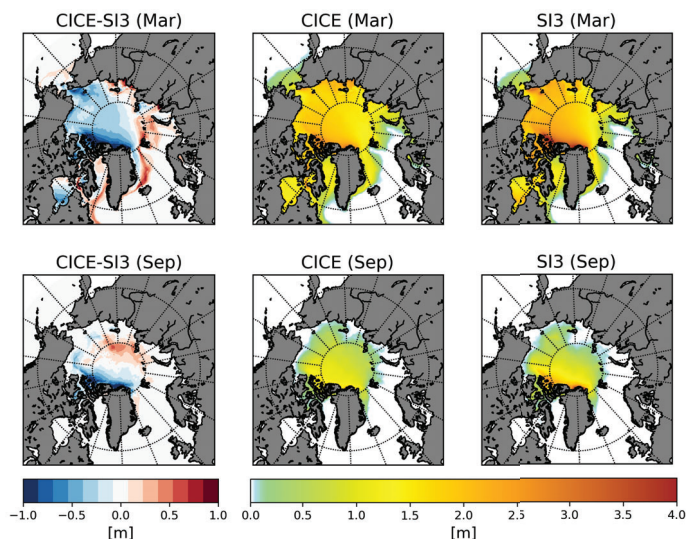 CICE-SI3 (Mar) CICE (Mar) SI3 (Mar)
CICE-SI3 (Sep) CICE (Sep) SI3 (Sep)
−1.0 −0.5 0.0 0.5 1.0 0.0 0.5 1.0 1.5 2.0 2.5 3.0 3.5 4.0
[m] [m]